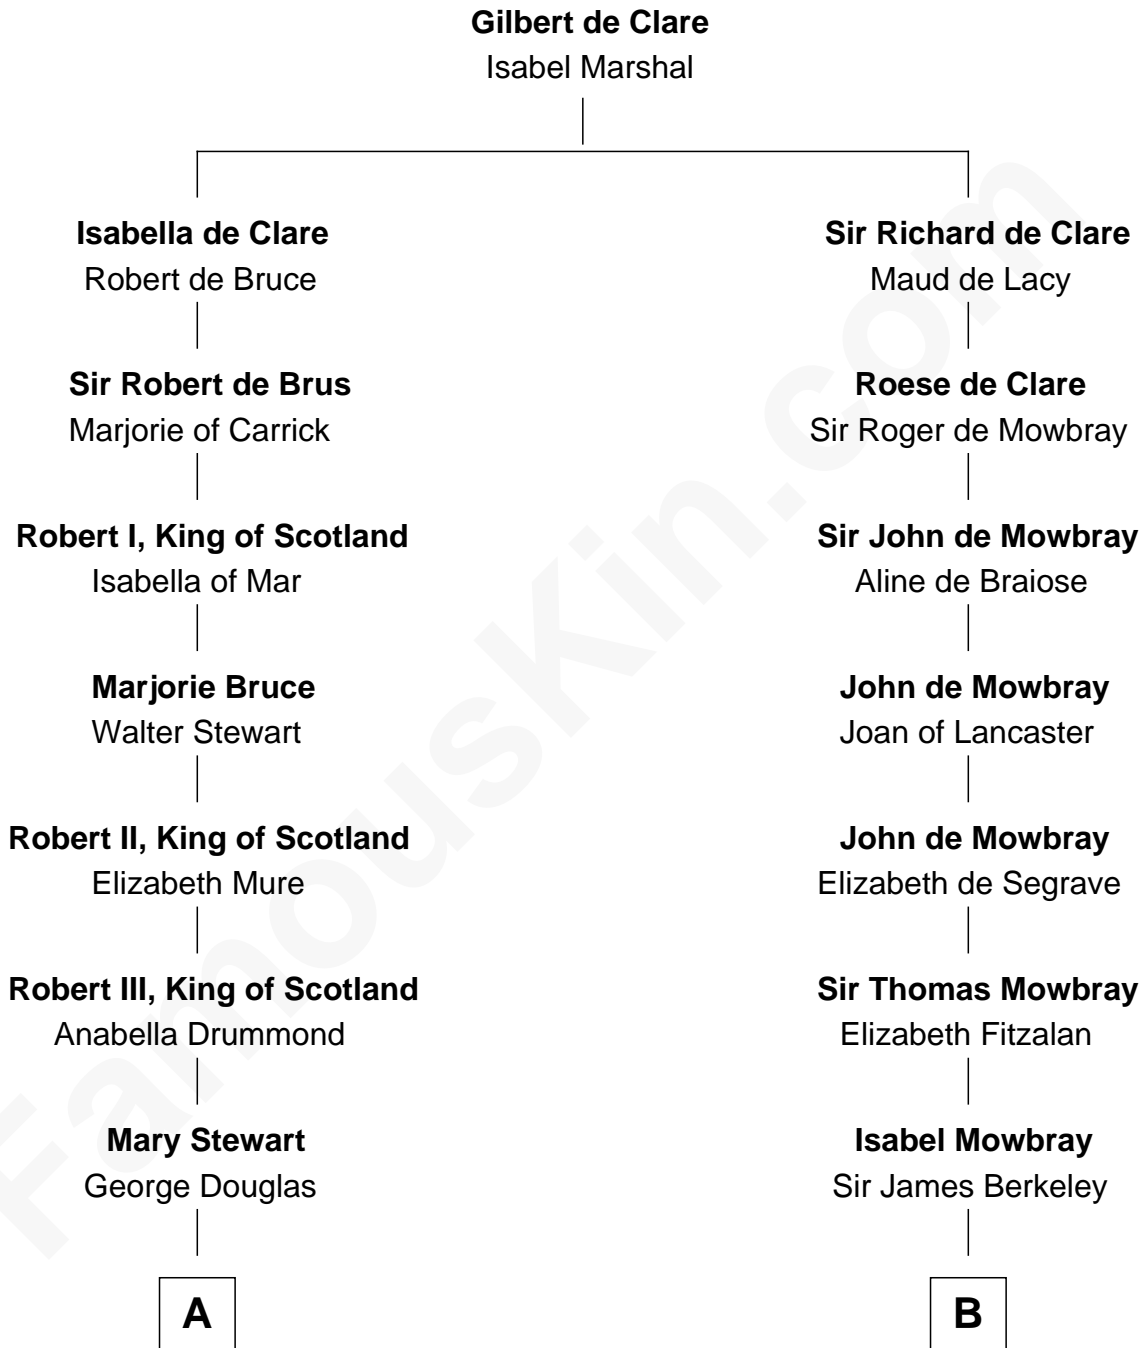 Gilbert de Clare
Isabel Marshal
Isabella de Clare
Robert de Bruce
Sir Richard de Clare
Maud de Lacy
Sir Robert de Brus
Marjorie of Carrick
Roese de Clare
Sir Roger de Mowbray
Robert I, King of Scotland
Isabella of Mar
Sir John de Mowbray
Aline de Braiose
Marjorie Bruce
Walter Stewart
John de Mowbray
Joan of Lancaster
Robert II, King of Scotland
Elizabeth Mure
John de Mowbray
Elizabeth de Segrave
Robert III, King of Scotland
Anabella Drummond
Sir Thomas Mowbray
Elizabeth Fitzalan
Mary Stewart
George Douglas
Isabel Mowbray
Sir James Berkeley
A
B
FamousKin.com